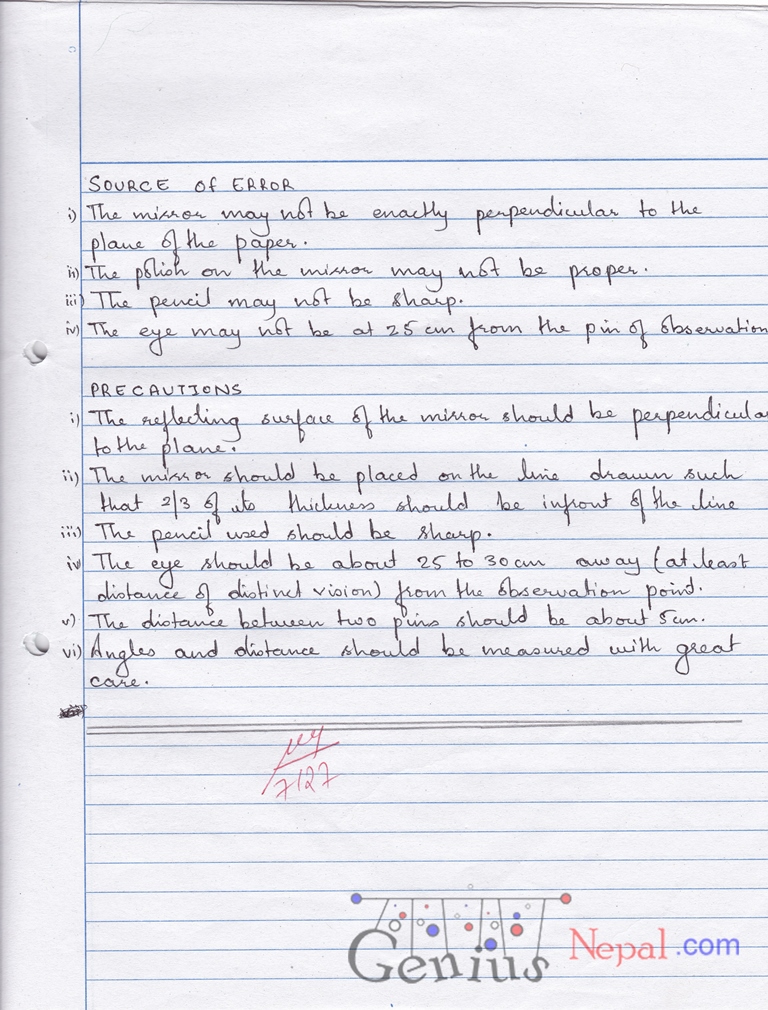 SOURCE OF ERROR
i) The mirror may not be enactly perpendicular to the
plane of the paper.
ii) The polish on the mirror may not be proper.
iii) The pencil may not be sharp.
iv) The eye may not be at 25 cm from the pin of observation
PRECAUTIONS
i) The reflecting surface of the mirror should be perpendicular
to the plane.
ii) The mirror should be placed on the line drawn such
that 2/3 of its thickness should be infront of the line
iii) The pencil used should be sharp.
iv) The eye should be about 25 to 30cm away (at least
distance of distinct vision) from the observation point.
v) The distance between two pins should be about 5cm.
vi) Angles and distance should be measured with great
care.
7/27
Genius Nepal.com